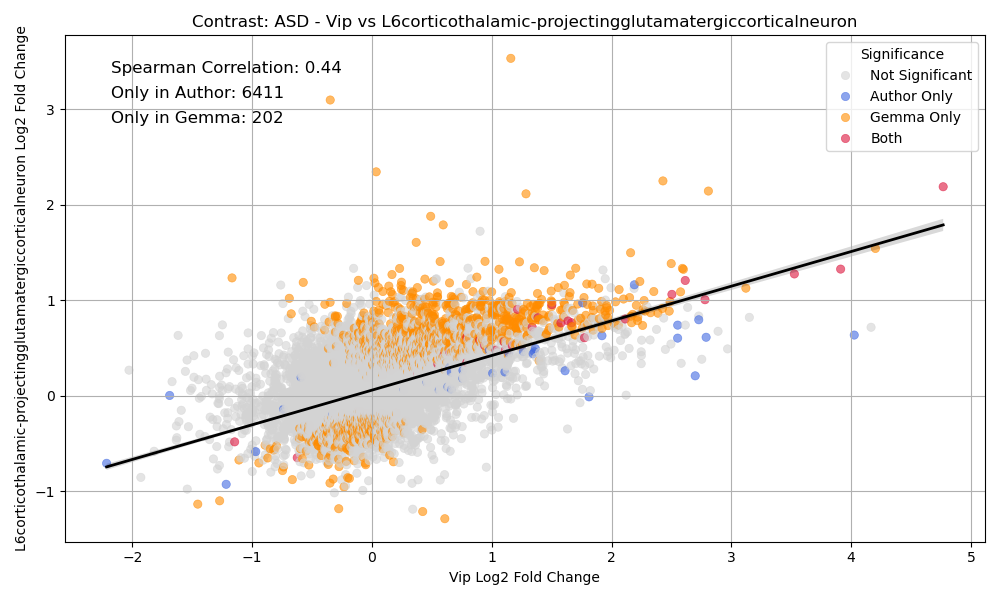 Contrast: ASD - Vip vs L6corticothalamic-projectingglutamatergiccorticalneuron
Spearman Correlation: 0.44
Only in Author: 6411
Only in Gemma: 202
Significance
Not Significant
Author Only
Gemma Only
Both
L6corticothalamic-projectingglutamatergiccorticalneuron Log2 Fold Change
3
2
1
0
−1
−2
−1
0
1
2
3
4
5
Vip Log2 Fold Change